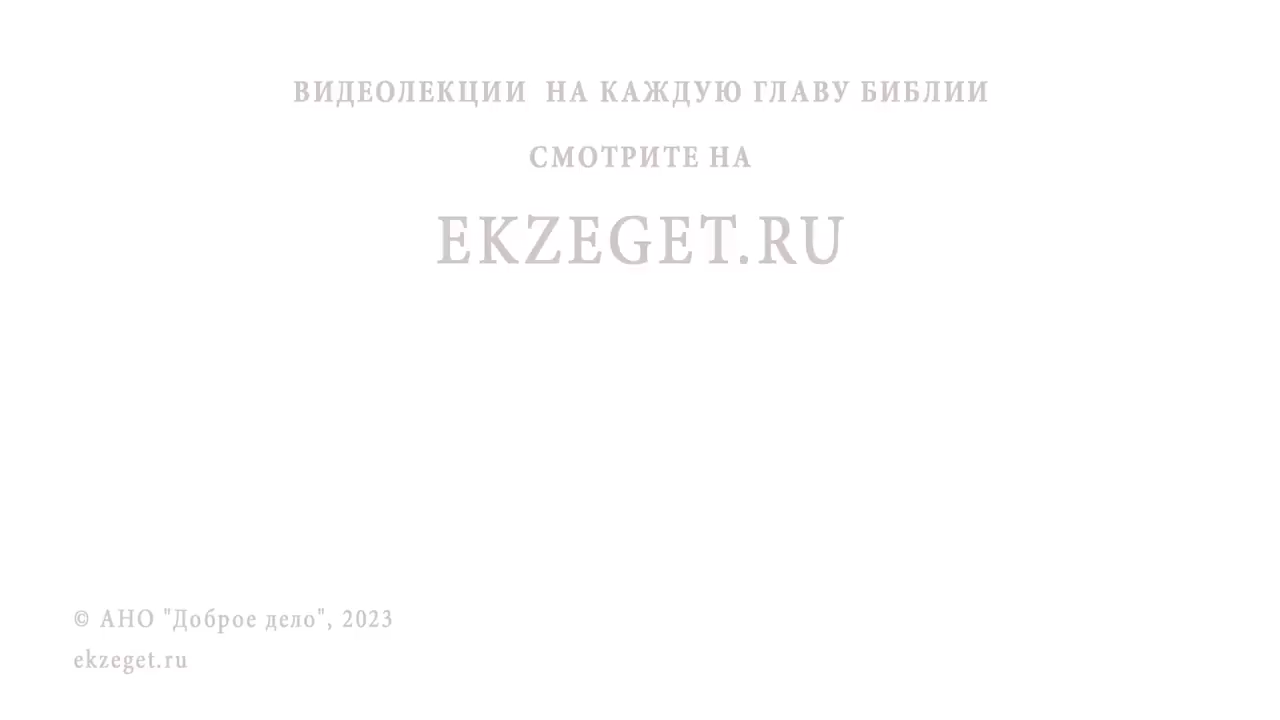 ВИДЕОЛЕКЦИИ НА КАЖДУЮ ГЛАВУ БИБЛИИ
СМОТРИТЕ НА
EKZEGET.RU
© АНО "Доброе дело", 2023
ekzeget.ru